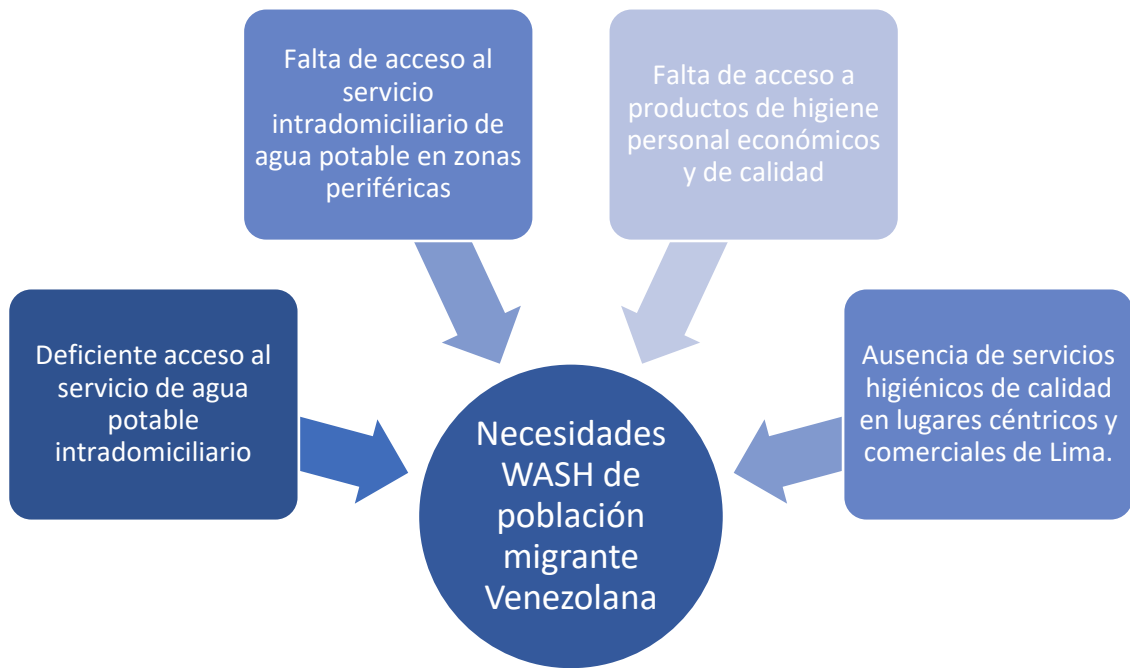 Falta de acceso al
servicio
intradomiciliario de
agua potable en zonas
periféricas
Falta de acceso a
productos de higiene
personal económicos
y de calidad
Deficiente acceso al
servicio de agua
potable
intradomiciliario
Ausencia de servicios
higiénicos de calidad
en lugares céntricos y
comerciales de Lima.
Necesidades
WASH de
población
migrante
Venezolana